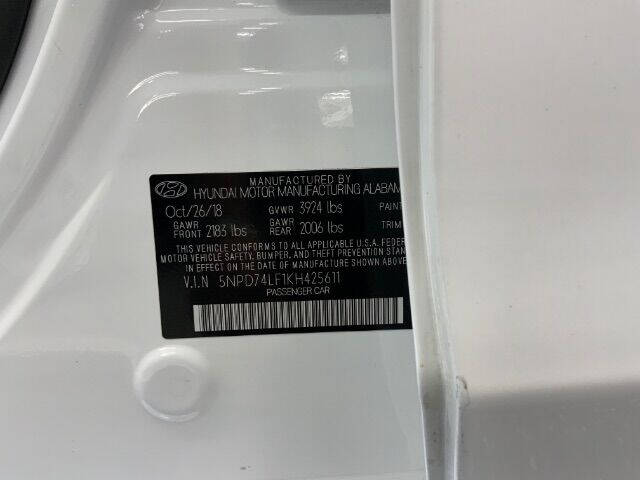 MANUFACTURED BY
HYUNDAI MOTOR MANUFACTURING ALABAM
Oct/26/18 GVWR 3924 lbs PAIN
GAWR FRONT 2183 lbs GAWR REAR 2006 lbs TRIM
THIS VEHICLE CONFORMS TO ALL APPLICABLE U.S.A. FEDER
MOTOR VEHICLE SAFETY, BUMPER, AND THEFT PREVENTION STANDA
IN EFFECT ON THE DATE OF MANUFACTURE SHOWN ABOVE.
V.I.N 5NPD74LF1KH425611
PASSENGER CAR